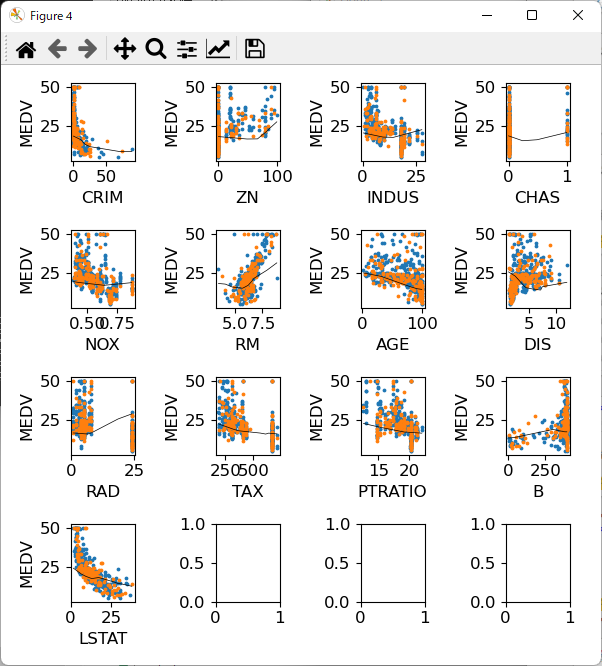 Figure 4
50
25
MEDV
0 50
CRIM
50
25
MEDV
0 100
ZN
50
25
MEDV
0 25
INDUS
50
25
MEDV
0 1
CHAS
50
25
MEDV
0.50 0.75
NOX
50
25
MEDV
5.0 7.5
RM
50
25
MEDV
0 100
AGE
50
25
MEDV
5 10
DIS
50
25
MEDV
0 25
RAD
50
25
MEDV
250 500
TAX
50
25
MEDV
15 20
PTRATIO
50
25
MEDV
0 250
B
50
25
MEDV
0 25
LSTAT
1.0
0.5
0.0
0 1
1.0
0.5
0.0
0 1
1.0
0.5
0.0
0 1